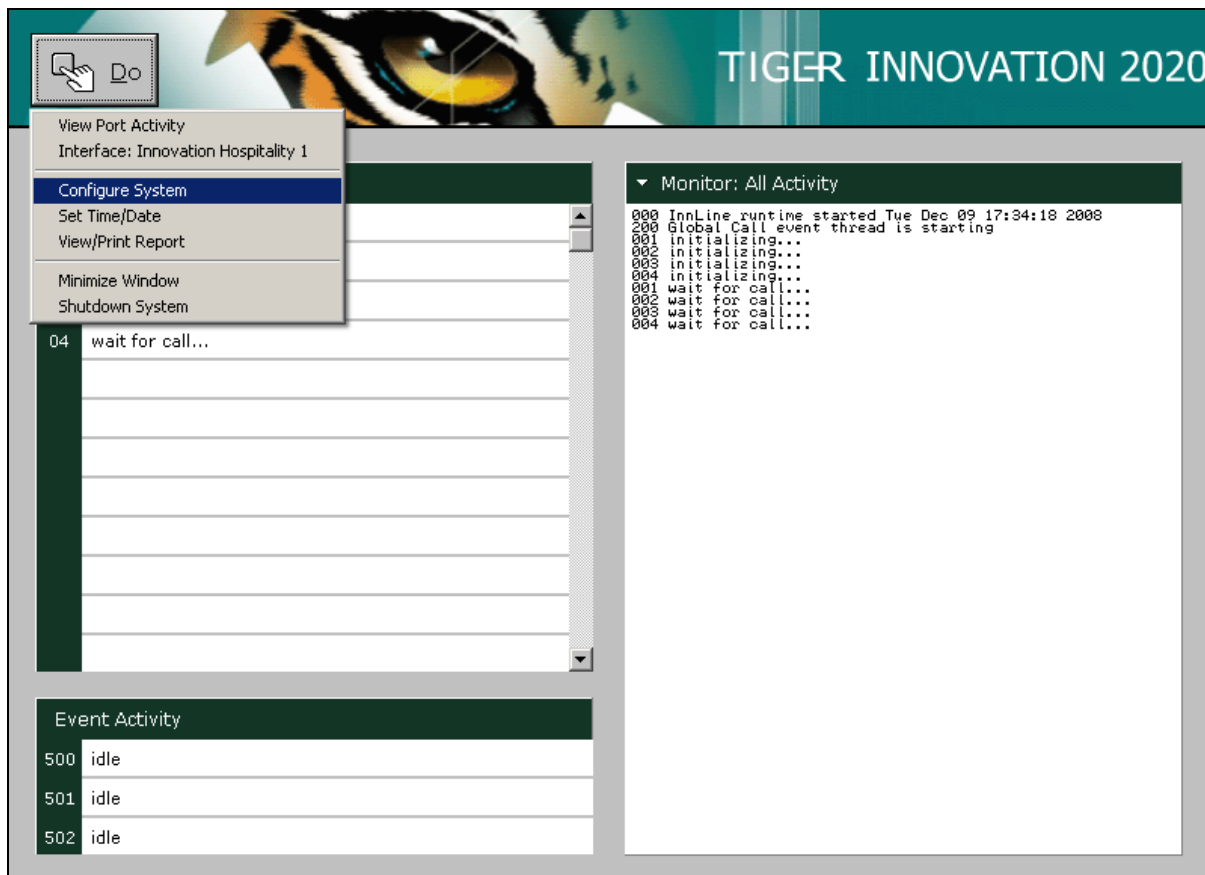 Do
TIGER INNOVATION 2020
View Port Activity
Interface: Innovation Hospitality 1
Configure System
Set Time/Date
View/Print Report
Minimize Window
Shutdown System
04 wait for call...
Event Activity
500 idle
501 idle
502 idle
Monitor: All Activity
000 InnLine runtime started Tue Dec 09 17:34:18 2008
200 Global Call event thread is starting
001 initializing...
002 initializing...
003 initializing...
004 initializing...
001 wait for call...
002 wait for call...
003 wait for call...
004 wait for call...